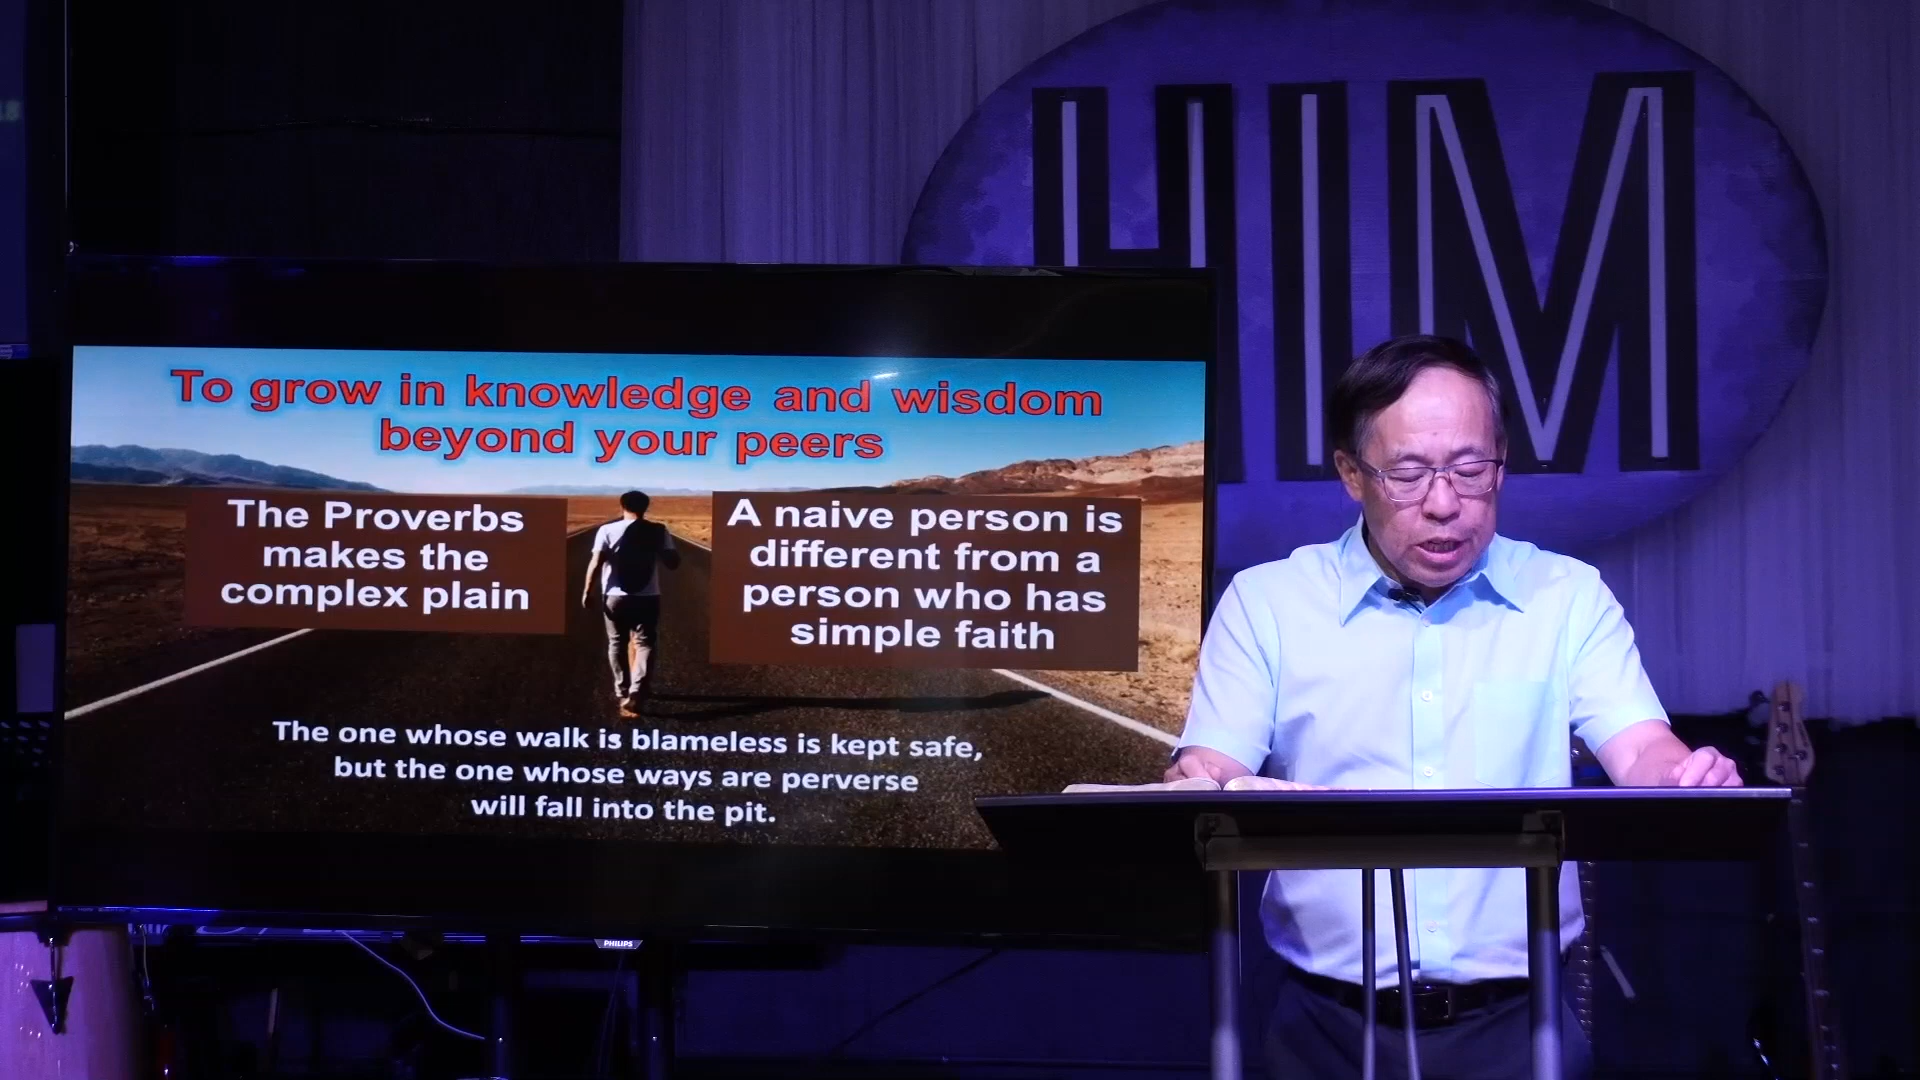 HIM
To grow in knowledge and wisdom
beyond your peers
The Proverbs
makes the
complex plain
A naive person is
different from a
person who has
simple faith
The one whose walk is blameless is kept safe,
but the one whose ways are perverse
will fall into the pit.
PHILIPS